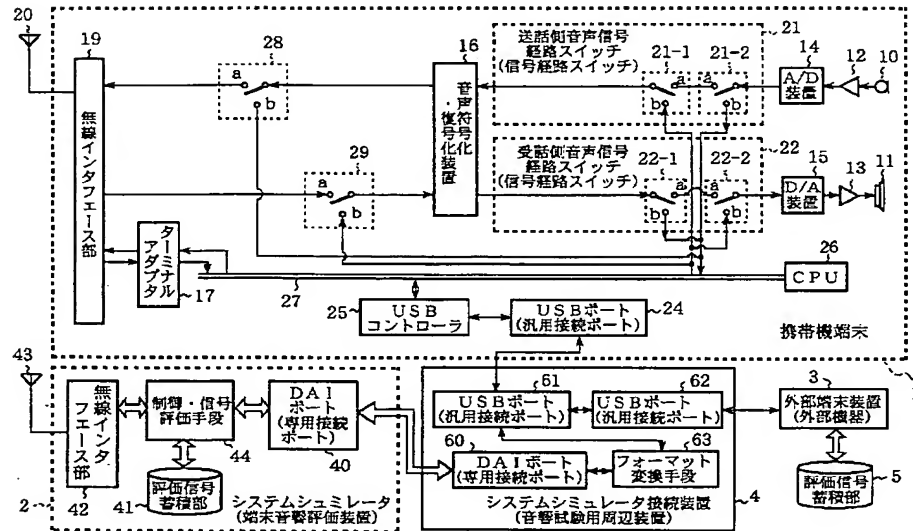 20
19
28
16
送話側音声信号
経路スイッチ
(信号経路スイッチ)
21
21-1
21-2
14
12
10
a
b
a
b
a
b
A/D
装置
無線インタフェース部
音声符号化
・復号化装置
29
a
b
受話側音声信号
経路スイッチ
(信号経路スイッチ)
22
22-1
22-2
15
13
11
a
b
a
b
D/A
装置
ターミナル
アダプタ
17
27
26
CPU
25
USB
コントローラ
USBポート
(汎用接続ポート)
24
携帯機端末
43
無線インタ
フェース部
42
制御・信号
評価手段
44
DAI
ポート
(専用接続
ポート)
40
41
評価信号
蓄積部
2
システムシュミレータ
(端末音響評価装置)
61
USBポート
(汎用接続ポート)
62
USBポート
(汎用接続ポート)
60
DAIポート
(専用接続ポート)
63
フォーマット
変換手段
システムシミュレータ接続装置
(音響試験用周辺装置)
4
3
外部端末装置
(外部機器)
評価信号
蓄積部
5